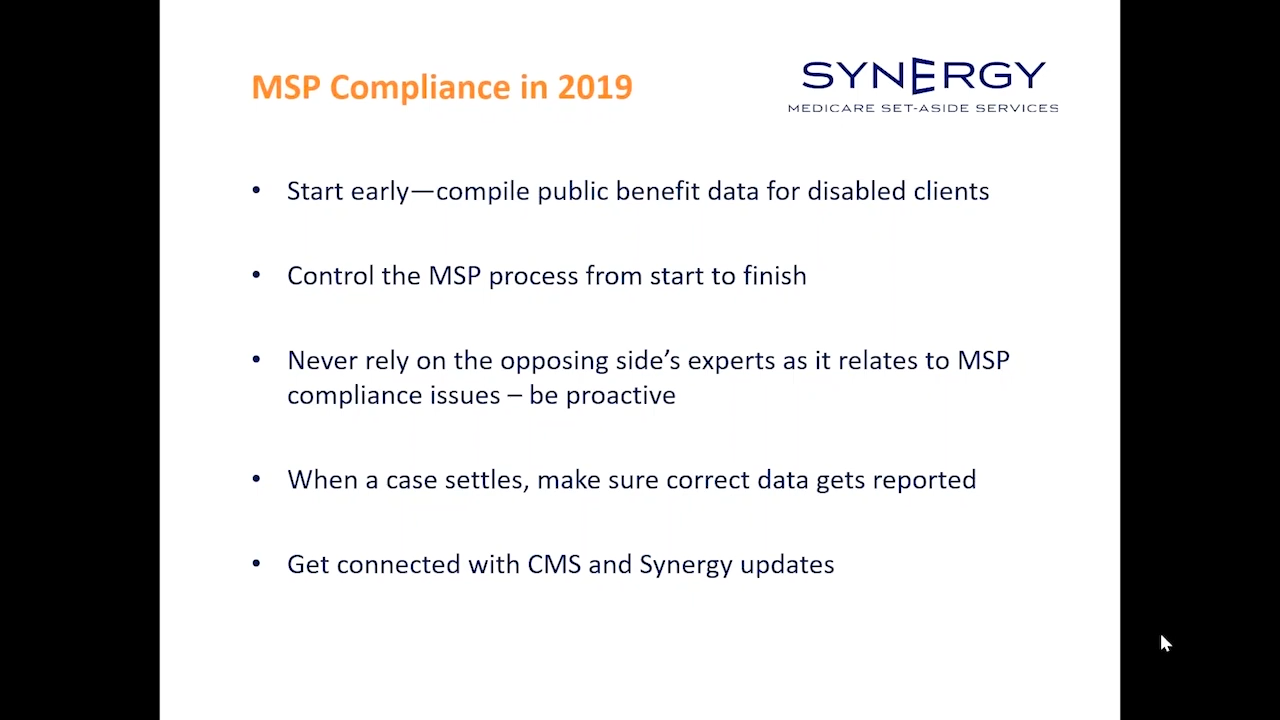 MSP Compliance in 2019
SYNERGY
MEDICARE SET-ASIDE SERVICES
• Start early—compile public benefit data for disabled clients
• Control the MSP process from start to finish
• Never rely on the opposing side’s experts as it relates to MSP
compliance issues – be proactive
• When a case settles, make sure correct data gets reported
• Get connected with CMS and Synergy updates